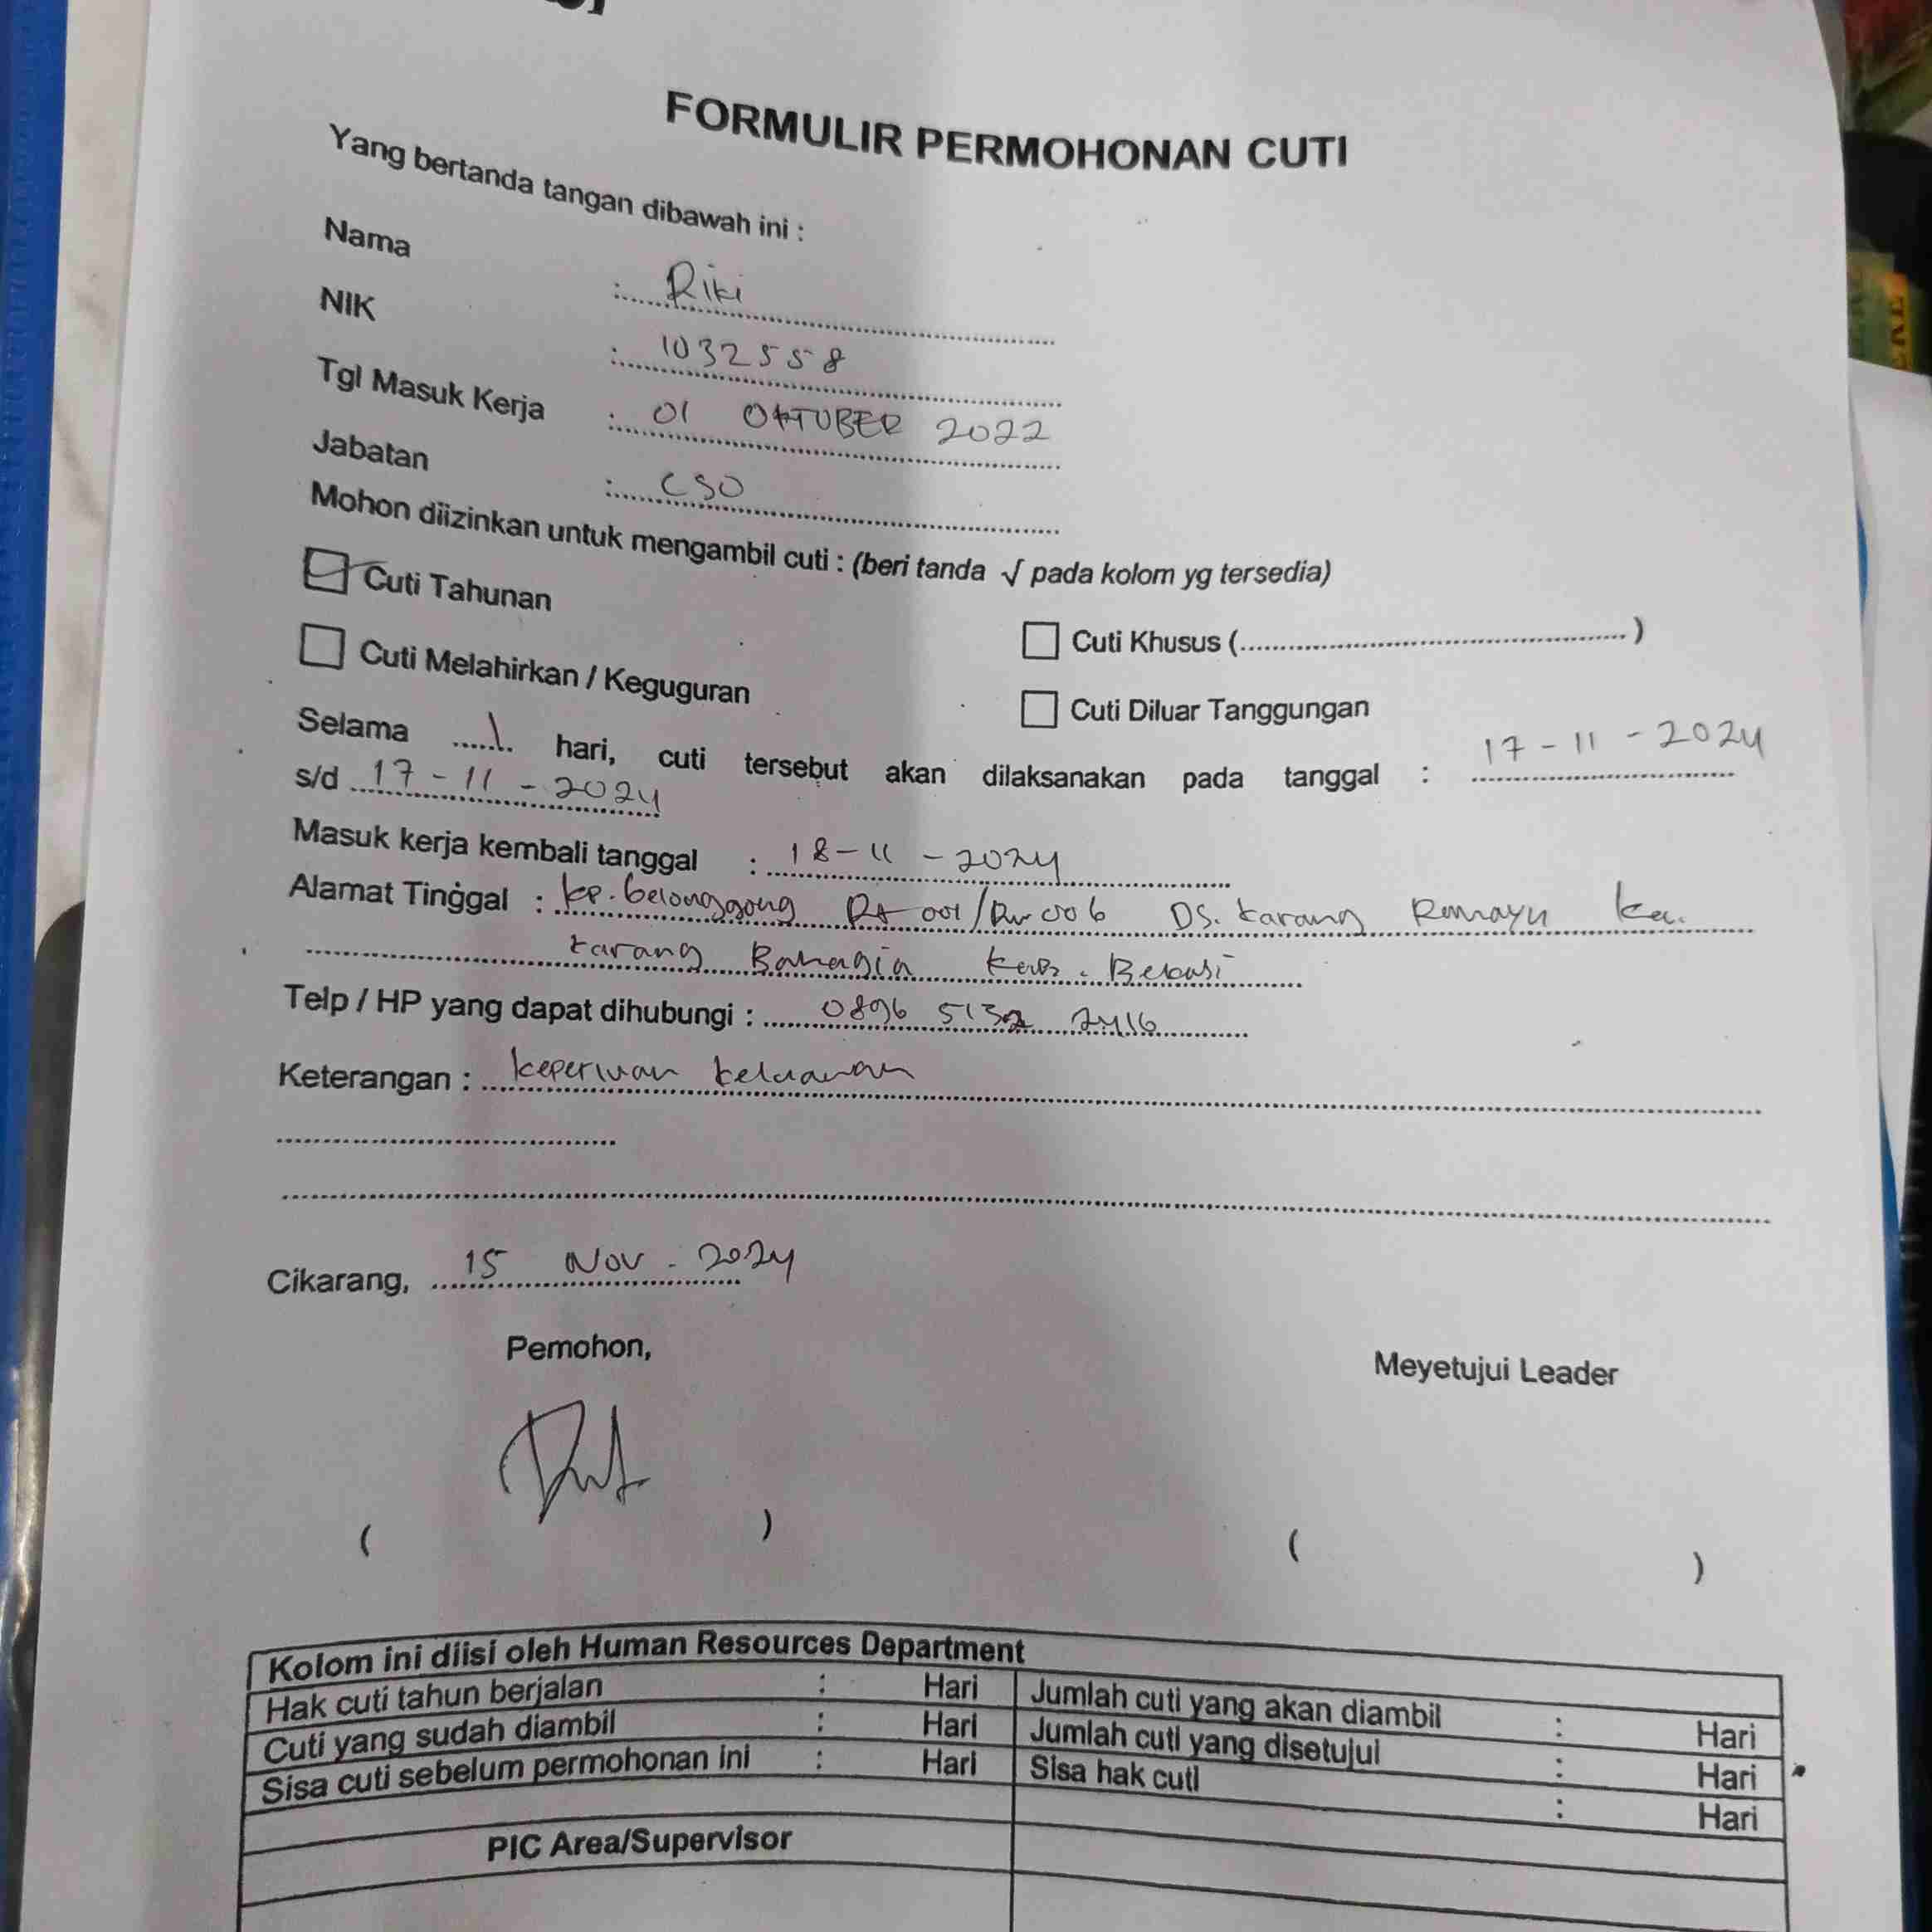 FORMULIR PERMOHONAN CUTI
Yang bertanda tangan dibawah ini :
Nama : Riki
NIK : 1032558
Tgl Masuk Kerja : 01 OKTOBER 2022
Jabatan : CSO
Mohon diizinkan untuk mengambil cuti : (beri tanda √ pada kolom yg tersedia)
Cuti Tahunan
Cuti Khusus (....................)
Cuti Melahirkan / Keguguran
Cuti Diluar Tanggungan
Selama 1 hari, cuti tersebut akan dilaksanakan pada tanggal : 17-11-2024
s/d 17-11-2024
Masuk kerja kembali tanggal : 18-11-2024
Alamat Tinggal : kp. belonggong Rt 001/Rw 006 DS. karang
karang Bahagia Kab. Bekasi
Telp / HP yang dapat dihubungi : 0896 5132 2416
Keterangan :
Cikarang, 15 Nov - 2024
Pemohon,
Meyetujui Leader
( )
( )
Kolom ini diisi oleh Human Resources Department
Hak cuti tahun berjalan : Hari Jumlah cuti yang akan diambil : Hari
Cuti yang sudah diambil : Hari Jumlah cuti yang disetujui : Hari
Sisa cuti sebelum permohonan ini : Hari Sisa hak cuti : Hari
PIC Area/Supervisor